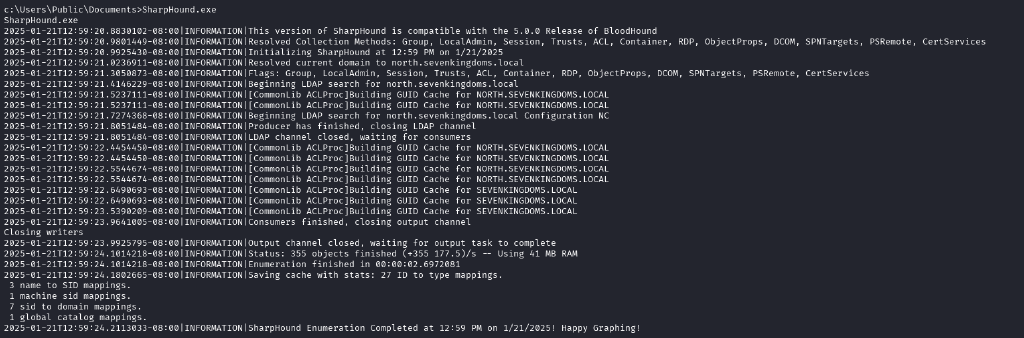 c:\Users\Public\Documents>SharpHound.exe
SharpHound.exe
2025-01-21T12:59:20.8830102-08:00|INFORMATION|This version of SharpHound is compatible with the 5.0.0 Release of BloodHound
2025-01-21T12:59:20.9801449-08:00|INFORMATION|Resolved Collection Methods: Group, LocalAdmin, Session, Trusts, ACL, Container, RDP, ObjectProps, DCOM, SPNTargets, PSRemote, CertServices
2025-01-21T12:59:20.9925430-08:00|INFORMATION|Initializing SharpHound at 12:59 PM on 1/21/2025
2025-01-21T12:59:21.0236911-08:00|INFORMATION|Resolved current domain to north.sevenkingdoms.local
2025-01-21T12:59:21.3050873-08:00|INFORMATION|Flags: Group, LocalAdmin, Session, Trusts, ACL, Container, RDP, ObjectProps, DCOM, SPNTargets, PSRemote, CertServices
2025-01-21T12:59:21.4146229-08:00|INFORMATION|Beginning LDAP search for north.sevenkingdoms.local
2025-01-21T12:59:21.5237111-08:00|INFORMATION|[CommonLib ACLProc]Building GUID Cache for NORTH.SEVENKINGDOMS.LOCAL
2025-01-21T12:59:21.5237111-08:00|INFORMATION|[CommonLib ACLProc]Building GUID Cache for NORTH.SEVENKINGDOMS.LOCAL
2025-01-21T12:59:21.7274368-08:00|INFORMATION|Beginning LDAP search for north.sevenkingdoms.local Configuration NC
2025-01-21T12:59:21.8051484-08:00|INFORMATION|Producer has finished, closing LDAP channel
2025-01-21T12:59:21.8051484-08:00|INFORMATION|LDAP channel closed, waiting for consumers
2025-01-21T12:59:22.4454450-08:00|INFORMATION|[CommonLib ACLProc]Building GUID Cache for NORTH.SEVENKINGDOMS.LOCAL
2025-01-21T12:59:22.4454450-08:00|INFORMATION|[CommonLib ACLProc]Building GUID Cache for NORTH.SEVENKINGDOMS.LOCAL
2025-01-21T12:59:22.5544674-08:00|INFORMATION|[CommonLib ACLProc]Building GUID Cache for NORTH.SEVENKINGDOMS.LOCAL
2025-01-21T12:59:22.5544674-08:00|INFORMATION|[CommonLib ACLProc]Building GUID Cache for NORTH.SEVENKINGDOMS.LOCAL
2025-01-21T12:59:22.6490693-08:00|INFORMATION|[CommonLib ACLProc]Building GUID Cache for SEVENKINGDOMS.LOCAL
2025-01-21T12:59:22.6490693-08:00|INFORMATION|[CommonLib ACLProc]Building GUID Cache for SEVENKINGDOMS.LOCAL
2025-01-21T12:59:23.5390209-08:00|INFORMATION|[CommonLib ACLProc]Building GUID Cache for SEVENKINGDOMS.LOCAL
2025-01-21T12:59:23.9641005-08:00|INFORMATION|Consumers finished, closing output channel
Closing writers
2025-01-21T12:59:23.9925795-08:00|INFORMATION|Output channel closed, waiting for output task to complete
2025-01-21T12:59:24.1014218-08:00|INFORMATION|Status: 355 objects finished (+355 177.5)/s -- Using 41 MB RAM
2025-01-21T12:59:24.1014218-08:00|INFORMATION|Enumeration finished in 00:00:02.6972081
2025-01-21T12:59:24.1802665-08:00|INFORMATION|Saving cache with stats: 27 ID to type mappings.
3 name to SID mappings.
1 machine sid mappings.
7 sid to domain mappings.
1 global catalog mappings.
2025-01-21T12:59:24.2113033-08:00|INFORMATION|SharpHound Enumeration Completed at 12:59 PM on 1/21/2025! Happy Graphing!